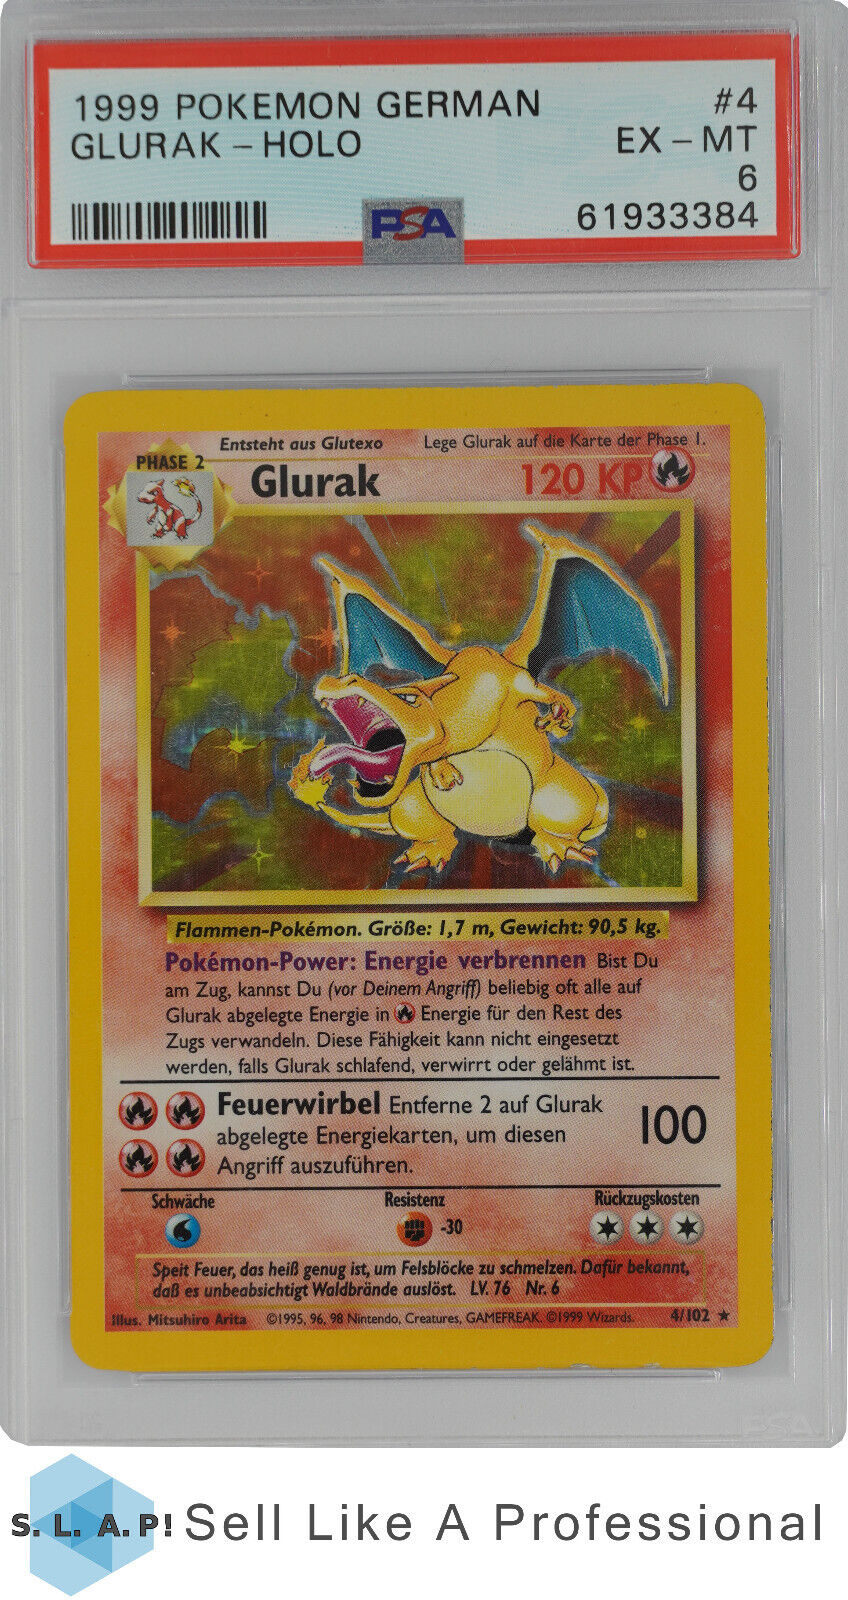 1999 POKEMON GERMAN #4
GLURAK - HOLO EX - MT
6
PSA 61933384
Entsteht aus Glutexo Lege Glurak auf die Karte der Phase 1.
PHASE 2
Glurak 120 KP
Flammen-Pokémon. Größe: 1,7 m, Gewicht: 90,5 kg.
Pokémon-Power: Energie verbrennen Bist Du
am Zug, kannst Du (vor Deinem Angriff) beliebig oft alle auf
Glurak abgelegte Energie in Energie für den Rest des
Zugs verwandeln. Diese Fähigkeit kann nicht eingesetzt
werden, falls Glurak schlafend, verwirrt oder gelähmt ist.
Feuerwirbel Entferne 2 auf Glurak
abgelegte Energiekarten, um diesen
Angriff auszuführen.
100
Schwäche Resistenz Rückzugskosten
-30
Speit Feuer, das heiß genug ist, um Felsblöcke zu schmelzen. Dafür bekannt,
daß es unbeabsichtigt Waldbrände auslöst. LV. 76 Nr. 6
Illus. Mitsuhiro Arita ©1995, 96, 98 Nintendo, Creatures, GAMEFREAK. ©1999 Wizards. 4/102 ★
PSA
S. L. A. P! Sell Like A Professional